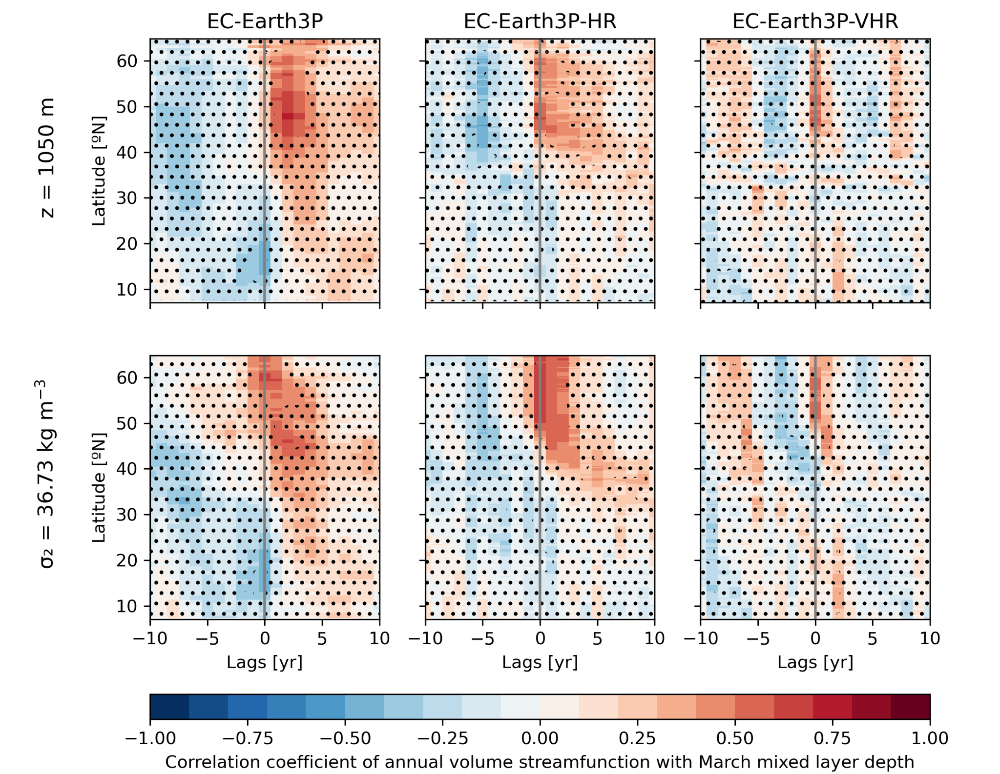 EC-Earth3P EC-Earth3P-HR EC-Earth3P-VHR
z = 1050 m
Latitude [ºN]
60
50
40
30
20
10
σ₂ = 36.73 kg m⁻³
Latitude [ºN]
60
50
40
30
20
10
−10 −5 0 5 10 −10 −5 0 5 10 −10 −5 0 5 10
Lags [yr] Lags [yr] Lags [yr]
−1.00 −0.75 −0.50 −0.25 0.00 0.25 0.50 0.75 1.00
Correlation coefficient of annual volume streamfunction with March mixed layer depth